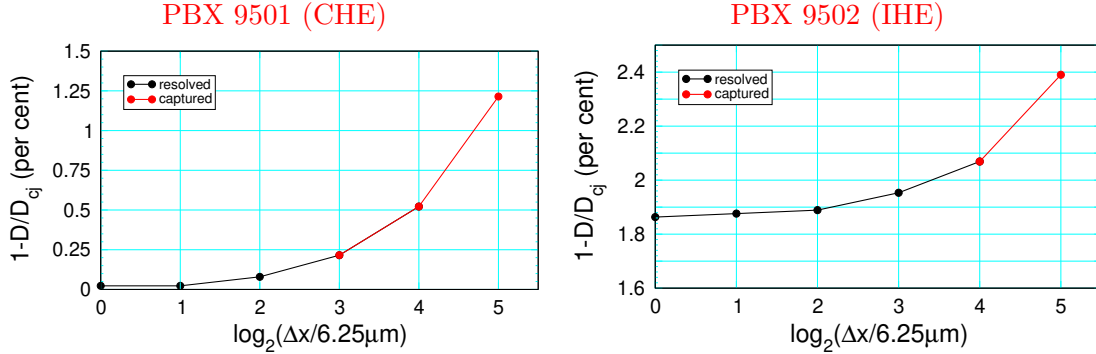 PBX 9501 (CHE)
1.5
1.25
1
0.75
0.5
0.25
0
resolved
captured
1-D/D_cj (per cent)
0 1 2 3 4 5
log_2(Δx/6.25μm)
PBX 9502 (IHE)
2.4
2.2
2
1.8
1.6
resolved
captured
1-D/D_cj (per cent)
0 1 2 3 4 5
log_2(Δx/6.25μm)